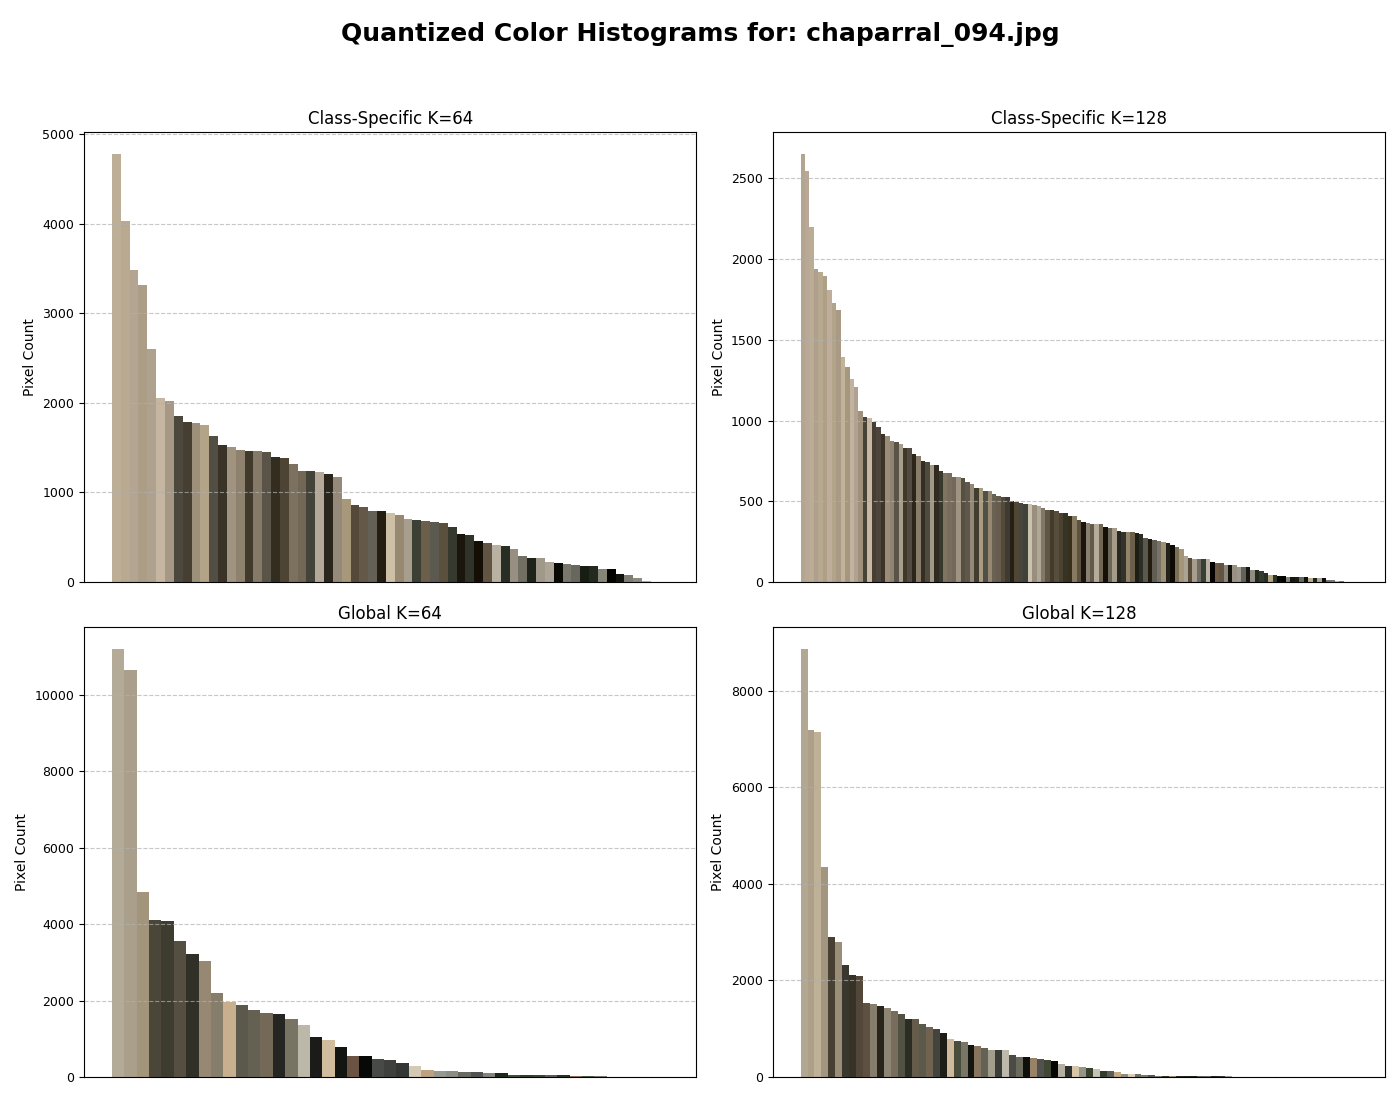 Quantized Color Histograms for: chaparral_094.jpg
Class-Specific K=64
Pixel Count
5000
4000
3000
2000
1000
0
Class-Specific K=128
Pixel Count
2500
2000
1500
1000
500
0
Global K=64
Pixel Count
10000
8000
6000
4000
2000
0
Global K=128
Pixel Count
8000
6000
4000
2000
0